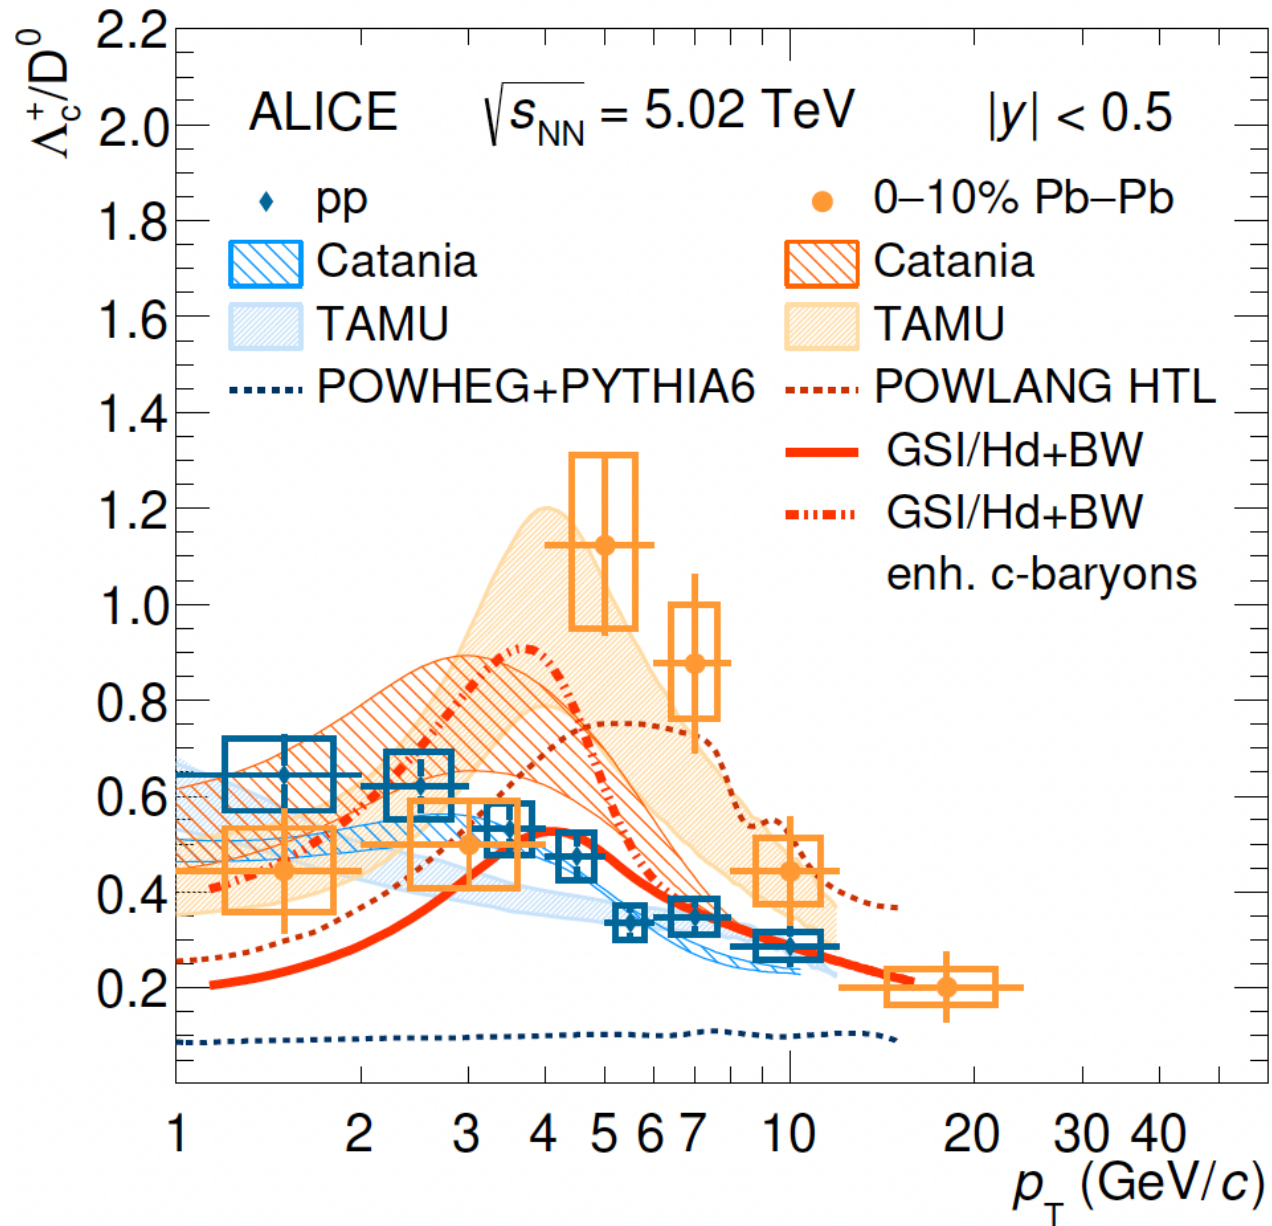 Λc+/D0
2.2
2.0
1.8
1.6
1.4
1.2
1.0
0.8
0.6
0.4
0.2
ALICE √sNN = 5.02 TeV |y| < 0.5
pp
Catania
TAMU
POWHEG+PYTHIA6
0–10% Pb–Pb
Catania
TAMU
POWLANG HTL
GSI/Hd+BW
GSI/Hd+BW
enh. c-baryons
1 2 3 4 5 6 7 10 20 30 40
pT (GeV/c)